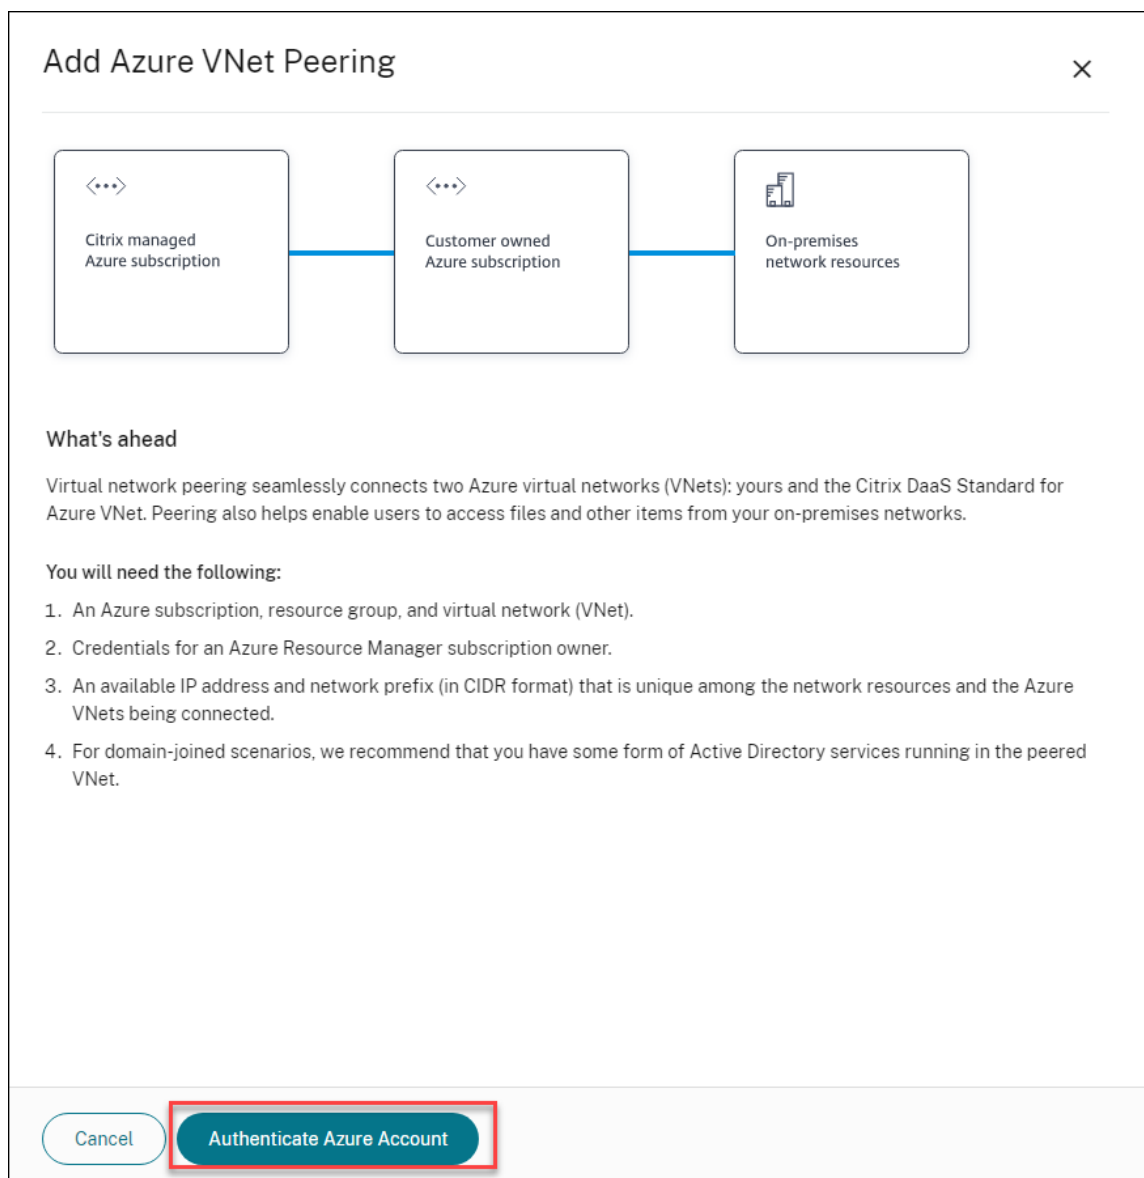 Add Azure VNet Peering
Citrix managed
Azure subscription
Customer owned
Azure subscription
On-premises
network resources
What's ahead
Virtual network peering seamlessly connects two Azure virtual networks (VNets): yours and the Citrix DaaS Standard for
Azure VNet. Peering also helps enable users to access files and other items from your on-premises networks.
You will need the following:
1. An Azure subscription, resource group, and virtual network (VNet).
2. Credentials for an Azure Resource Manager subscription owner.
3. An available IP address and network prefix (in CIDR format) that is unique among the network resources and the Azure
VNets being connected.
4. For domain-joined scenarios, we recommend that you have some form of Active Directory services running in the peered
VNet.
Cancel
Authenticate Azure Account